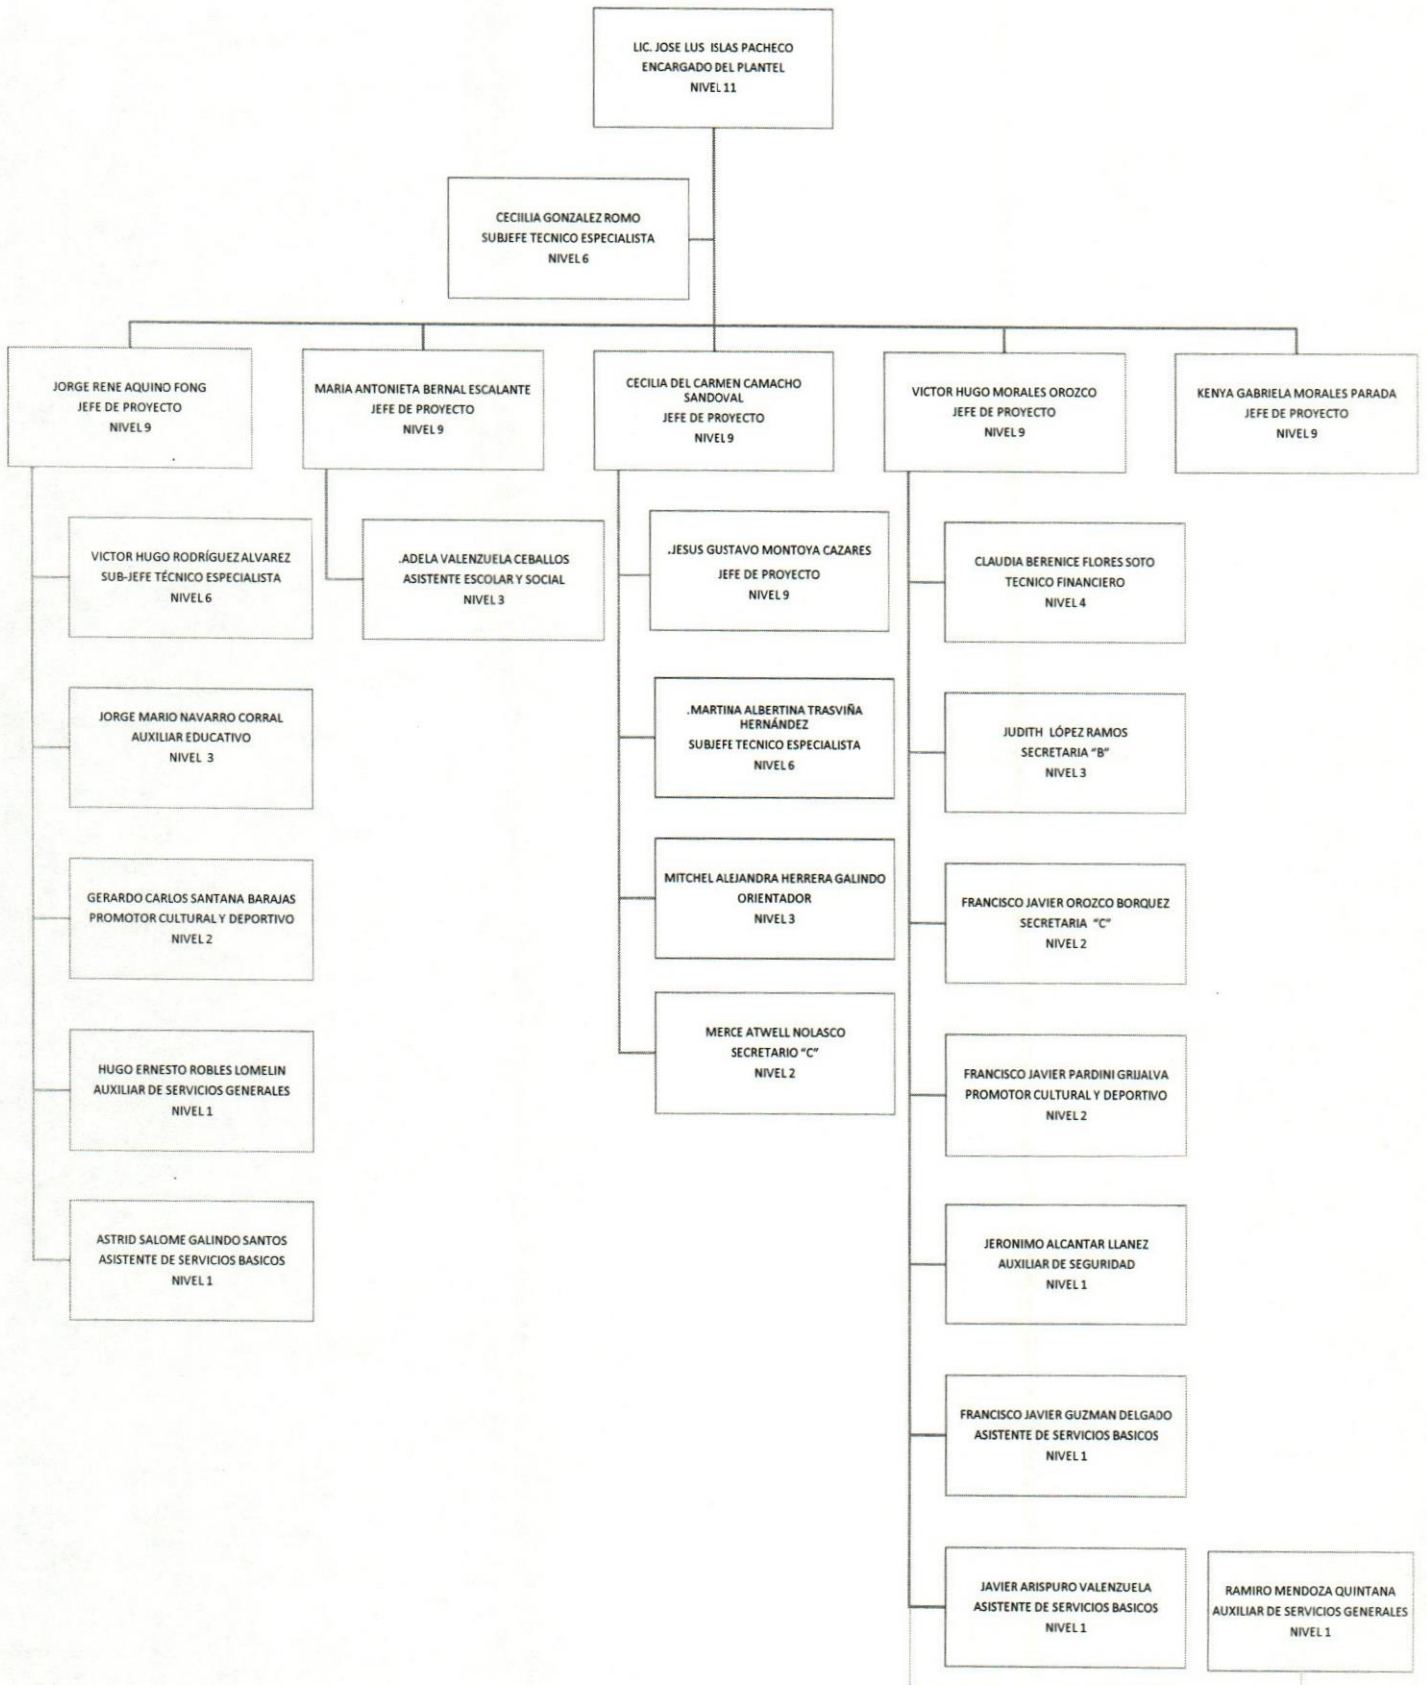 LIC. JOSE LUS ISLAS PACHECO
ENCARGADO DEL PLANTEL
NIVEL 11
CECIILIA GONZALEZ ROMO
SUBJEFE TECNICO ESPECIALISTA
NIVEL 6
JORGE RENE AQUINO FONG
JEFE DE PROYECTO
NIVEL 9
MARIA ANTONIETA BERNAL ESCALANTE
JEFE DE PROYECTO
NIVEL 9
CECILIA DEL CARMEN CAMACHO
SANDOVAL
JEFE DE PROYECTO
NIVEL 9
VICTOR HUGO MORALES OROZCO
JEFE DE PROYECTO
NIVEL 9
KENYA GABRIELA MORALES PARADA
JEFE DE PROYECTO
NIVEL 9
VICTOR HUGO RODRÍGUEZ ALVAREZ
SUB-JEFE TÉCNICO ESPECIALISTA
NIVEL 6
JORGE MARIO NAVARRO CORRAL
AUXILIAR EDUCATIVO
NIVEL 3
GERARDO CARLOS SANTANA BARAJAS
PROMOTOR CULTURAL Y DEPORTIVO
NIVEL 2
HUGO ERNESTO ROBLES LOMELIN
AUXILIAR DE SERVICIOS GENERALES
NIVEL 1
ASTRID SALOME GALINDO SANTOS
ASISTENTE DE SERVICIOS BASICOS
NIVEL 1
.ADELA VALENZUELA CEBALLOS
ASISTENTE ESCOLAR Y SOCIAL
NIVEL 3
.JESUS GUSTAVO MONTOYA CAZARES
JEFE DE PROYECTO
NIVEL 9
.MARTINA ALBERTINA TRASVIÑA
HERNÁNDEZ
SUBJEFE TECNICO ESPECIALISTA
NIVEL 6
MITCHEL ALEJANDRA HERRERA GALINDO
ORIENTADOR
NIVEL 3
MERCE ATWELL NOLASCO
SECRETARIO "C"
NIVEL 2
CLAUDIA BERENICE FLORES SOTO
TECNICO FINANCIERO
NIVEL 4
JUDITH LÓPEZ RAMOS
SECRETARIA "B"
NIVEL 3
FRANCISCO JAVIER OROZCO BORQUEZ
SECRETARIA "C"
NIVEL 2
FRANCISCO JAVIER PARDINI GRIJALVA
PROMOTOR CULTURAL Y DEPORTIVO
NIVEL 2
JERONIMO ALCANTAR LLANEZ
AUXILIAR DE SEGURIDAD
NIVEL 1
FRANCISCO JAVIER GUZMAN DELGADO
ASISTENTE DE SERVICIOS BASICOS
NIVEL 1
JAVIER ARISPURO VALENZUELA
ASISTENTE DE SERVICIOS BASICOS
NIVEL 1
RAMIRO MENDOZA QUINTANA
AUXILIAR DE SERVICIOS GENERALES
NIVEL 1